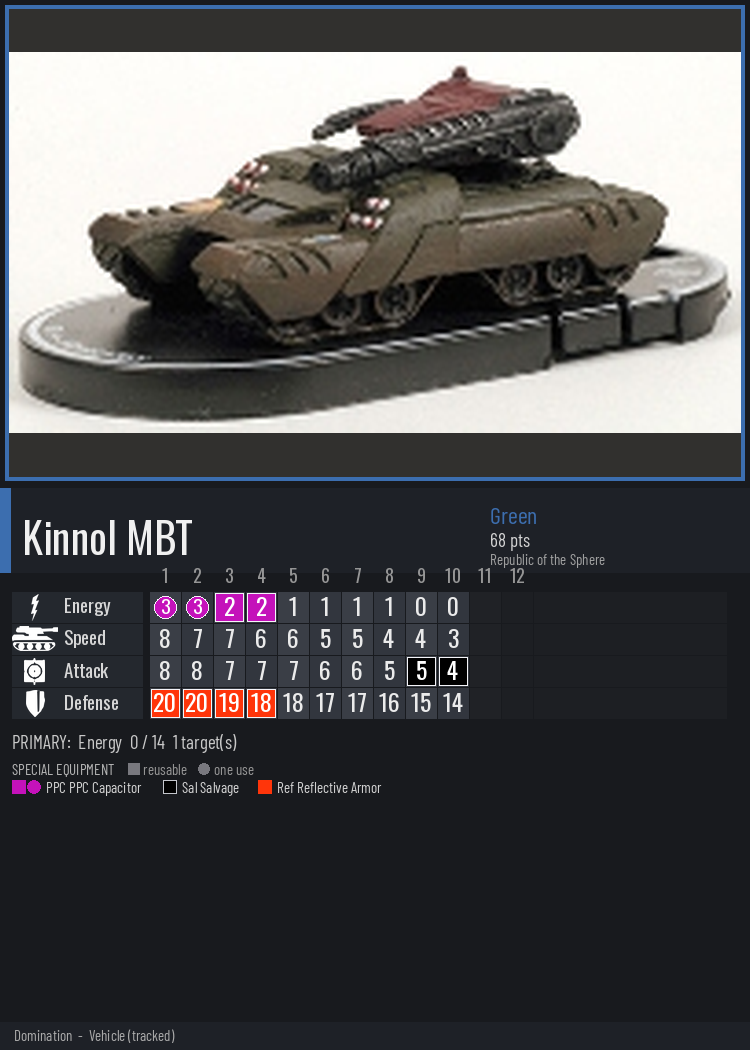 Kinnol MBT
Green
68 pts
Republic of the Sphere
1 2 3 4 5 6 7 8 9 10 11 12
Energy 3 3 2 2 1 1 1 1 0 0
Speed 8 7 7 6 6 5 5 4 4 3
Attack 8 8 7 7 7 6 6 5 5 4
Defense 20 20 19 18 18 17 17 16 15 14
PRIMARY: Energy 0 / 14 1 target(s)
SPECIAL EQUIPMENT reusable one use
PPC PPC Capacitor Sal Salvage Ref Reflective Armor
Domination - Vehicle (tracked)